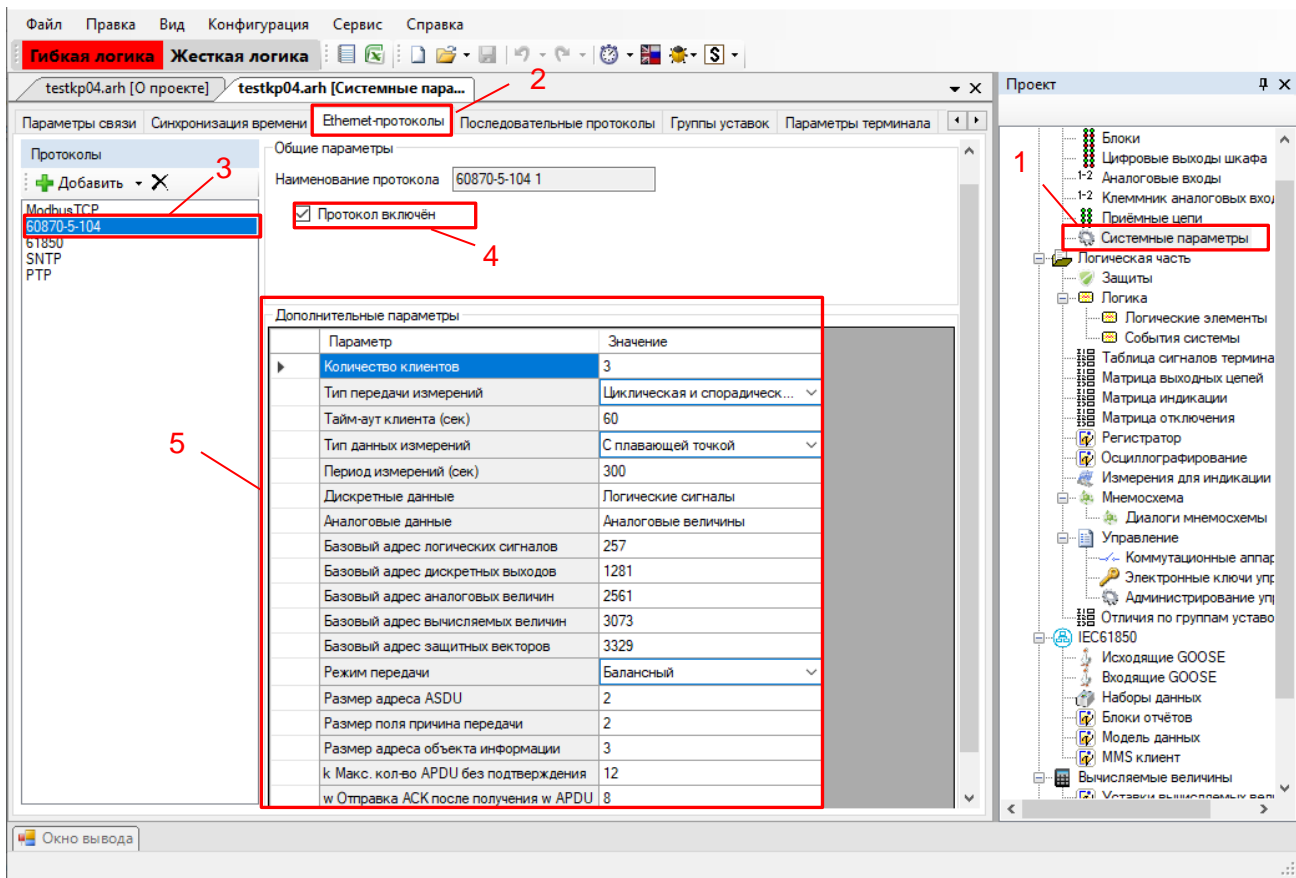 Файл Правка Вид Конфигурация Сервис Справка
Гибкая логика Жесткая логика S
testkp04.arh [О проекте] testkp04.arh [Системные пара...
2
Параметры связи Синхронизация времени Ethernet-протоколы Последовательные протоколы Группы уставок Параметры терминала
Протоколы
Добавить
3
ModbusTCP
60870-5-104
61850
SNTP
PTP
Общие параметры
Наименование протокола 60870-5-104 1
Протокол включён
4
5
Дополнительные параметры
Параметр Значение
Количество клиентов 3
Тип передачи измерений Циклическая и спорадическ...
Тайм-аут клиента (сек) 60
Тип данных измерений С плавающей точкой
Период измерений (сек) 300
Дискретные данные Логические сигналы
Аналоговые данные Аналоговые величины
Базовый адрес логических сигналов 257
Базовый адрес дискретных выходов 1281
Базовый адрес аналоговых величин 2561
Базовый адрес вычисляемых величин 3073
Базовый адрес защитных векторов 3329
Режим передачи Балансный
Размер адреса ASDU 2
Размер поля причина передачи 2
Размер адреса объекта информации 3
k Макс. кол-во APDU без подтверждения 12
w Отправка ACK после получения w APDU 8
Проект
1
Блоки
Цифровые выходы шкафа
1-2 Аналоговые входы
1-2 Клеммник аналоговых вход
Приёмные цепи
Системные параметры
Логическая часть
Защиты
Логика
Логические элементы
События системы
Таблица сигналов термина
Матрица выходных цепей
Матрица индикации
Матрица отключения
Регистратор
Осциллографирование
Измерения для индикации
Мнемосхема
Диалоги мнемосхемы
Управление
Коммутационные аппар
Электронные ключи упр
Администрирование упр
Отличия по группам уставо
IEC61850
Исходящие GOOSE
Входящие GOOSE
Наборы данных
Блоки отчётов
Модель данных
MMS клиент
Вычисляемые величины
Уставки вычисляемых вели
Окно вывода